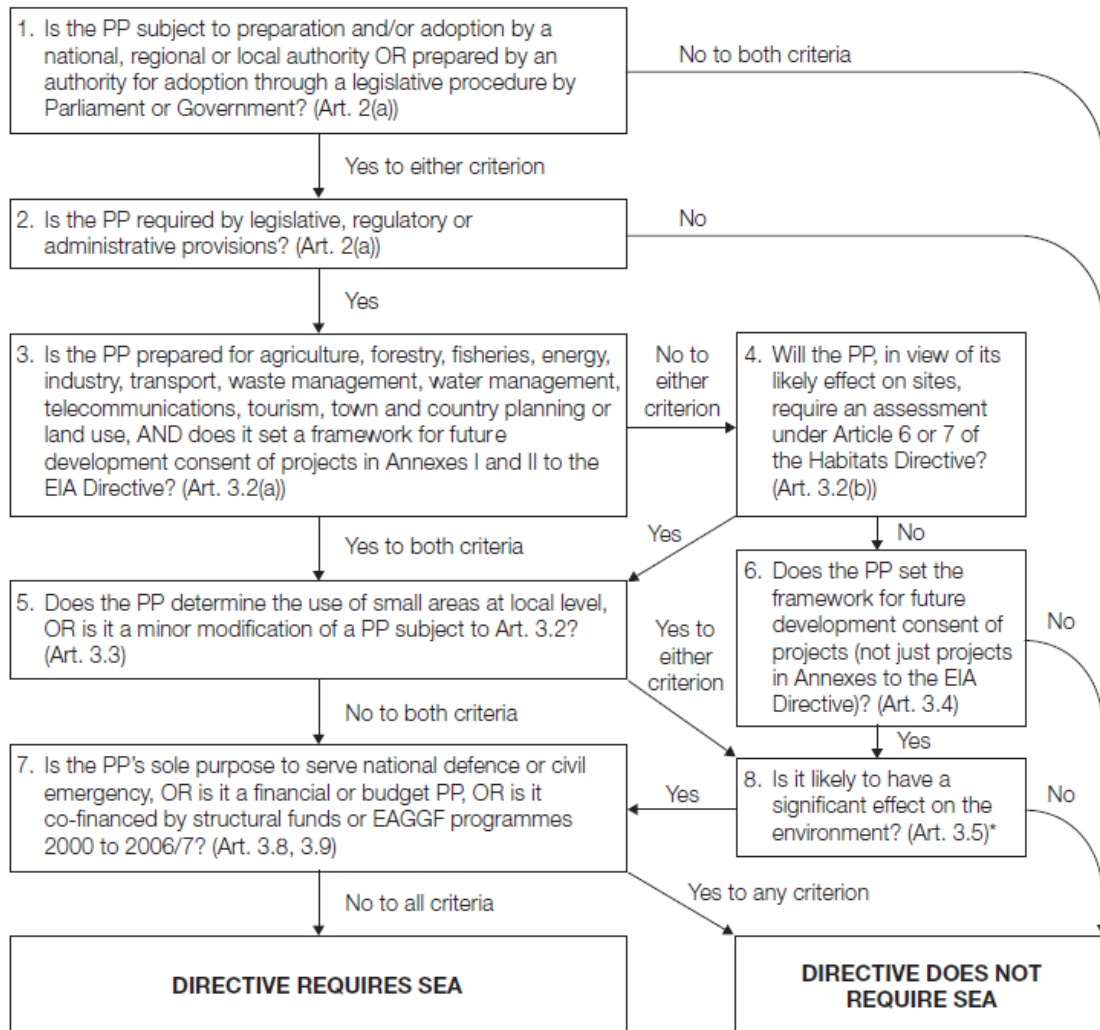 1. Is the PP subject to preparation and/or adoption by a
national, regional or local authority OR prepared by an
authority for adoption through a legislative procedure by
Parliament or Government? (Art. 2(a))
No to both criteria
Yes to either criterion
2. Is the PP required by legislative, regulatory or
administrative provisions? (Art. 2(a))
No
Yes
3. Is the PP prepared for agriculture, forestry, fisheries, energy,
industry, transport, waste management, water management,
telecommunications, tourism, town and country planning or
land use, AND does it set a framework for future
development consent of projects in Annexes I and II to the
EIA Directive? (Art. 3.2(a))
No to
either
criterion
4. Will the PP, in view of its
likely effect on sites,
require an assessment
under Article 6 or 7 of
the Habitats Directive?
(Art. 3.2(b))
Yes to both criteria
Yes
No
5. Does the PP determine the use of small areas at local level,
OR is it a minor modification of a PP subject to Art. 3.2?
(Art. 3.3)
Yes to
either
criterion
6. Does the PP set the
framework for future
development consent of
projects (not just projects
in Annexes to the EIA
Directive)? (Art. 3.4)
No
No to both criteria
Yes
7. Is the PP's sole purpose to serve national defence or civil
emergency, OR is it a financial or budget PP, OR is it
co-financed by structural funds or EAGGF programmes
2000 to 2006/7? (Art. 3.8, 3.9)
Yes
8. Is it likely to have a
significant effect on the
environment? (Art. 3.5)*
No
No to all criteria
Yes to any criterion
DIRECTIVE REQUIRES SEA
DIRECTIVE DOES NOT
REQUIRE SEA